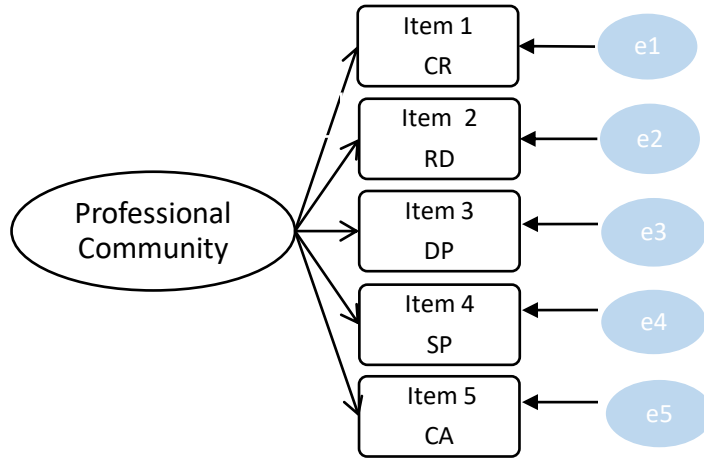 Item 1
CR
e1
Item 2
RD
e2
Professional
Community
Item 3
DP
e3
Item 4
SP
e4
Item 5
CA
e5